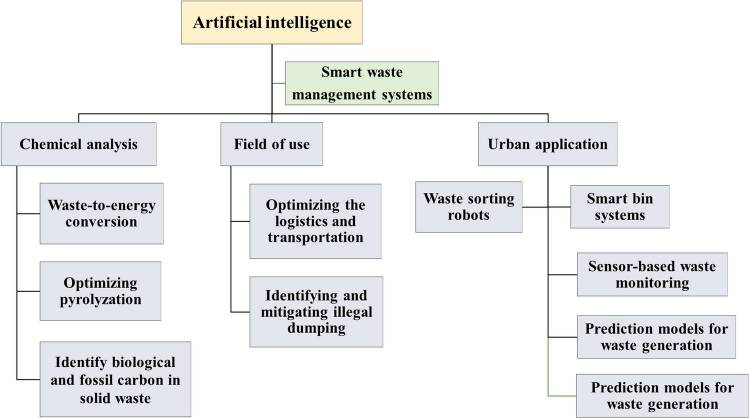 Artificial intelligence
Smart waste
management systems
Chemical analysis
Field of use
Urban application
Waste-to-energy
conversion
Optimizing
pyrolyzation
Identify biological
and fossil carbon in
solid waste
Optimizing the
logistics and
transportation
Identifying and
mitigating illegal
dumping
Waste sorting
robots
Smart bin
systems
Sensor-based waste
monitoring
Prediction models for
waste generation
Prediction models for
waste generation